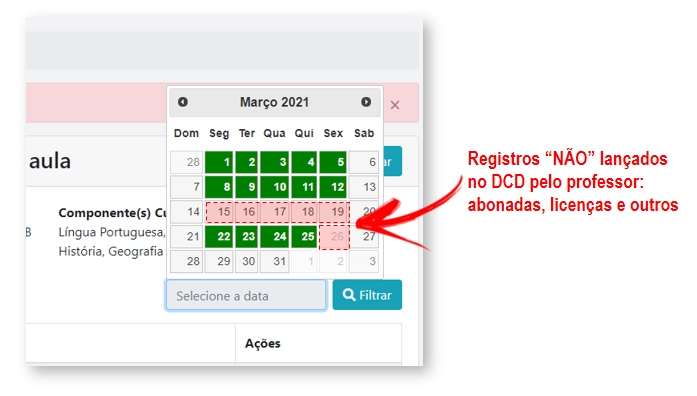 Março 2021
Dom Seg Ter Qua Qui Sex Sab
28 1 2 3 4 5 6
7 8 9 10 11 12 13
14 15 16 17 18 19 20
21 22 23 24 25 26 27
28 29 30 31 1 2 3
aula
ar
Componente(s) Cu
B Língua Portuguesa,
História, Geografia
Selecione a data
Filtrar
Ações
Registros “NÃO” lançados
no DCD pelo professor:
abonadas, licenças e outros